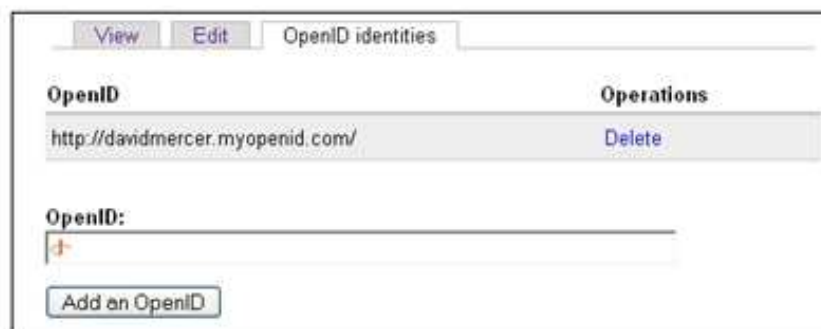 View Edit OpenID identities
OpenID Operations
http://davidmercer.myopenid.com/ Delete
OpenID:
Add an OpenID